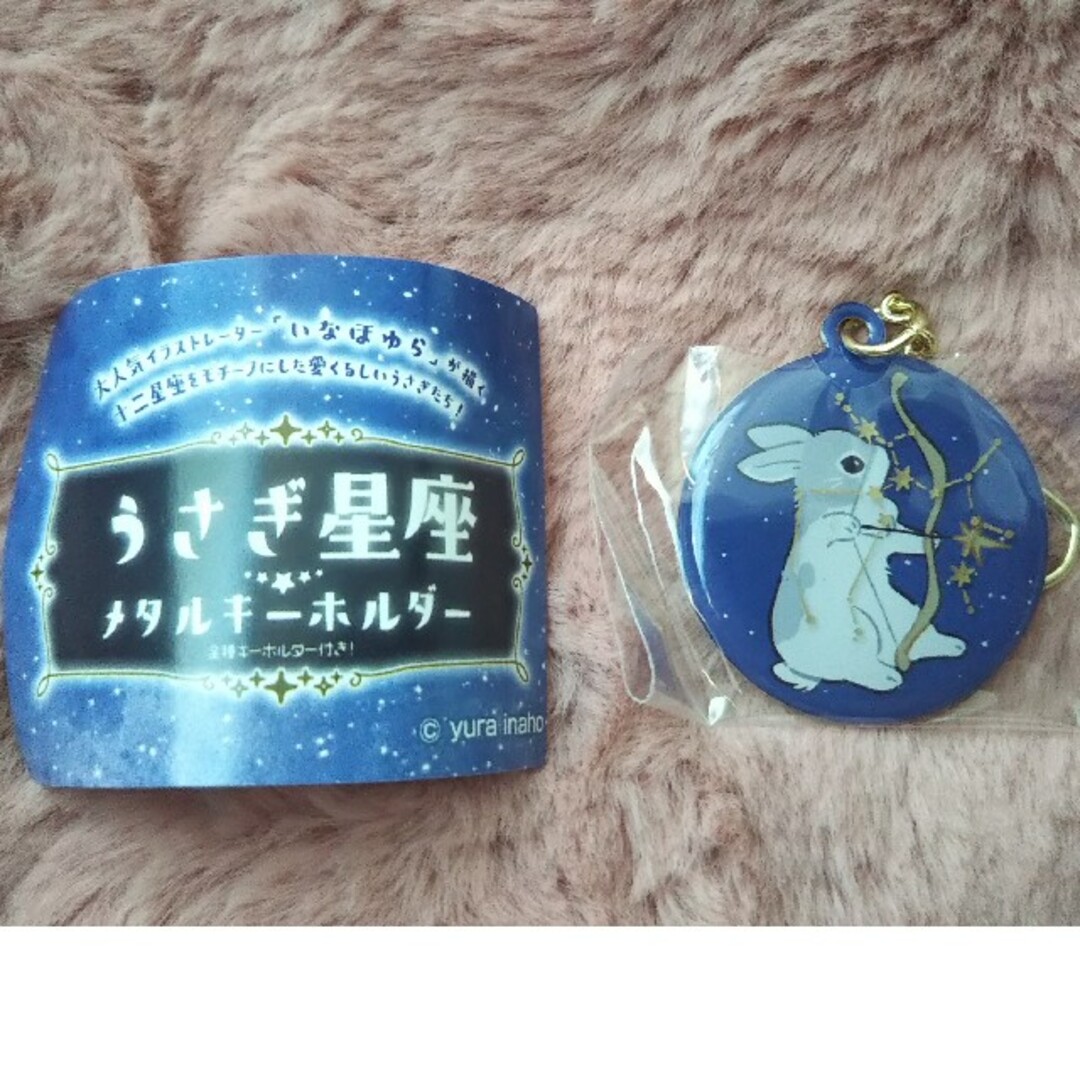 大人気イラストレーター「いなほゆら」が描く
十二星座をモチーフにした愛くるしいうさぎたち！
うさぎ星座
メタルキーホルダー
全種キーホルダー付き！
© yura inaho